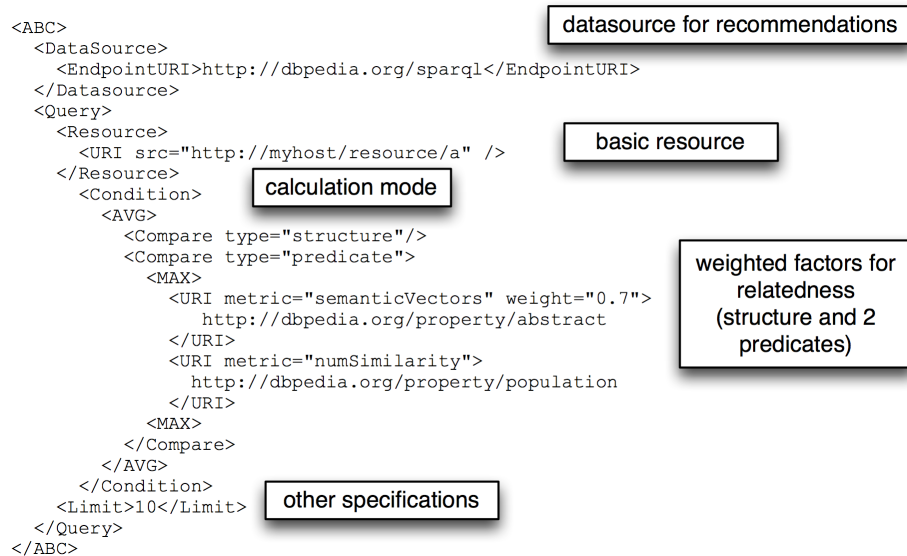 <ABC>
datasource for recommendations
<DataSource>
<EndpointURI>http://dbpedia.org/sparql</EndpointURI>
</Datasource>
<Query>
<Resource>
basic resource
<URI src="http://myhost/resource/a" />
</Resource>
calculation mode
<Condition>
<AVG>
<Compare type="structure"/>
<Compare type="predicate">
weighted factors for
relatedness
(structure and 2
predicates)
<MAX>
<URI metric="semanticVectors" weight="0.7">
http://dbpedia.org/property/abstract
</URI>
<URI metric="numSimilarity">
http://dbpedia.org/property/population
</URI>
<MAX>
</Compare>
</AVG>
</Condition>
other specifications
<Limit>10</Limit>
</Query>
</ABC>